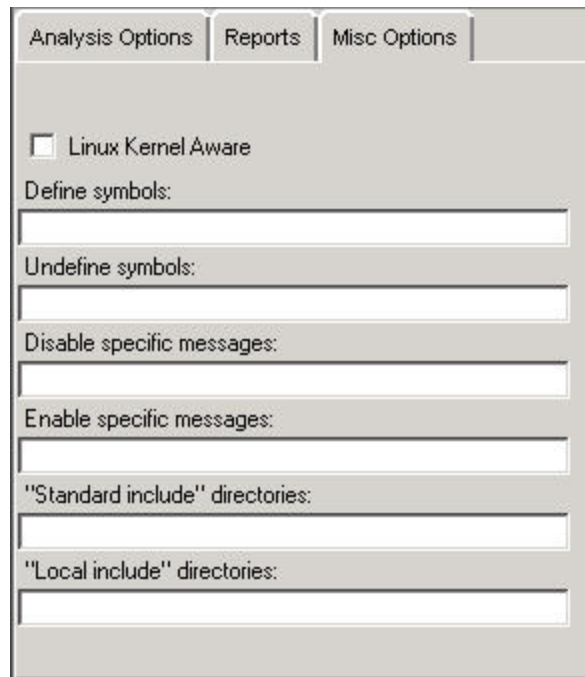 Analysis Options Reports Misc Options
Linux Kernel Aware
Define symbols:
Undefine symbols:
Disable specific messages:
Enable specific messages:
"Standard include" directories:
"Local include" directories: